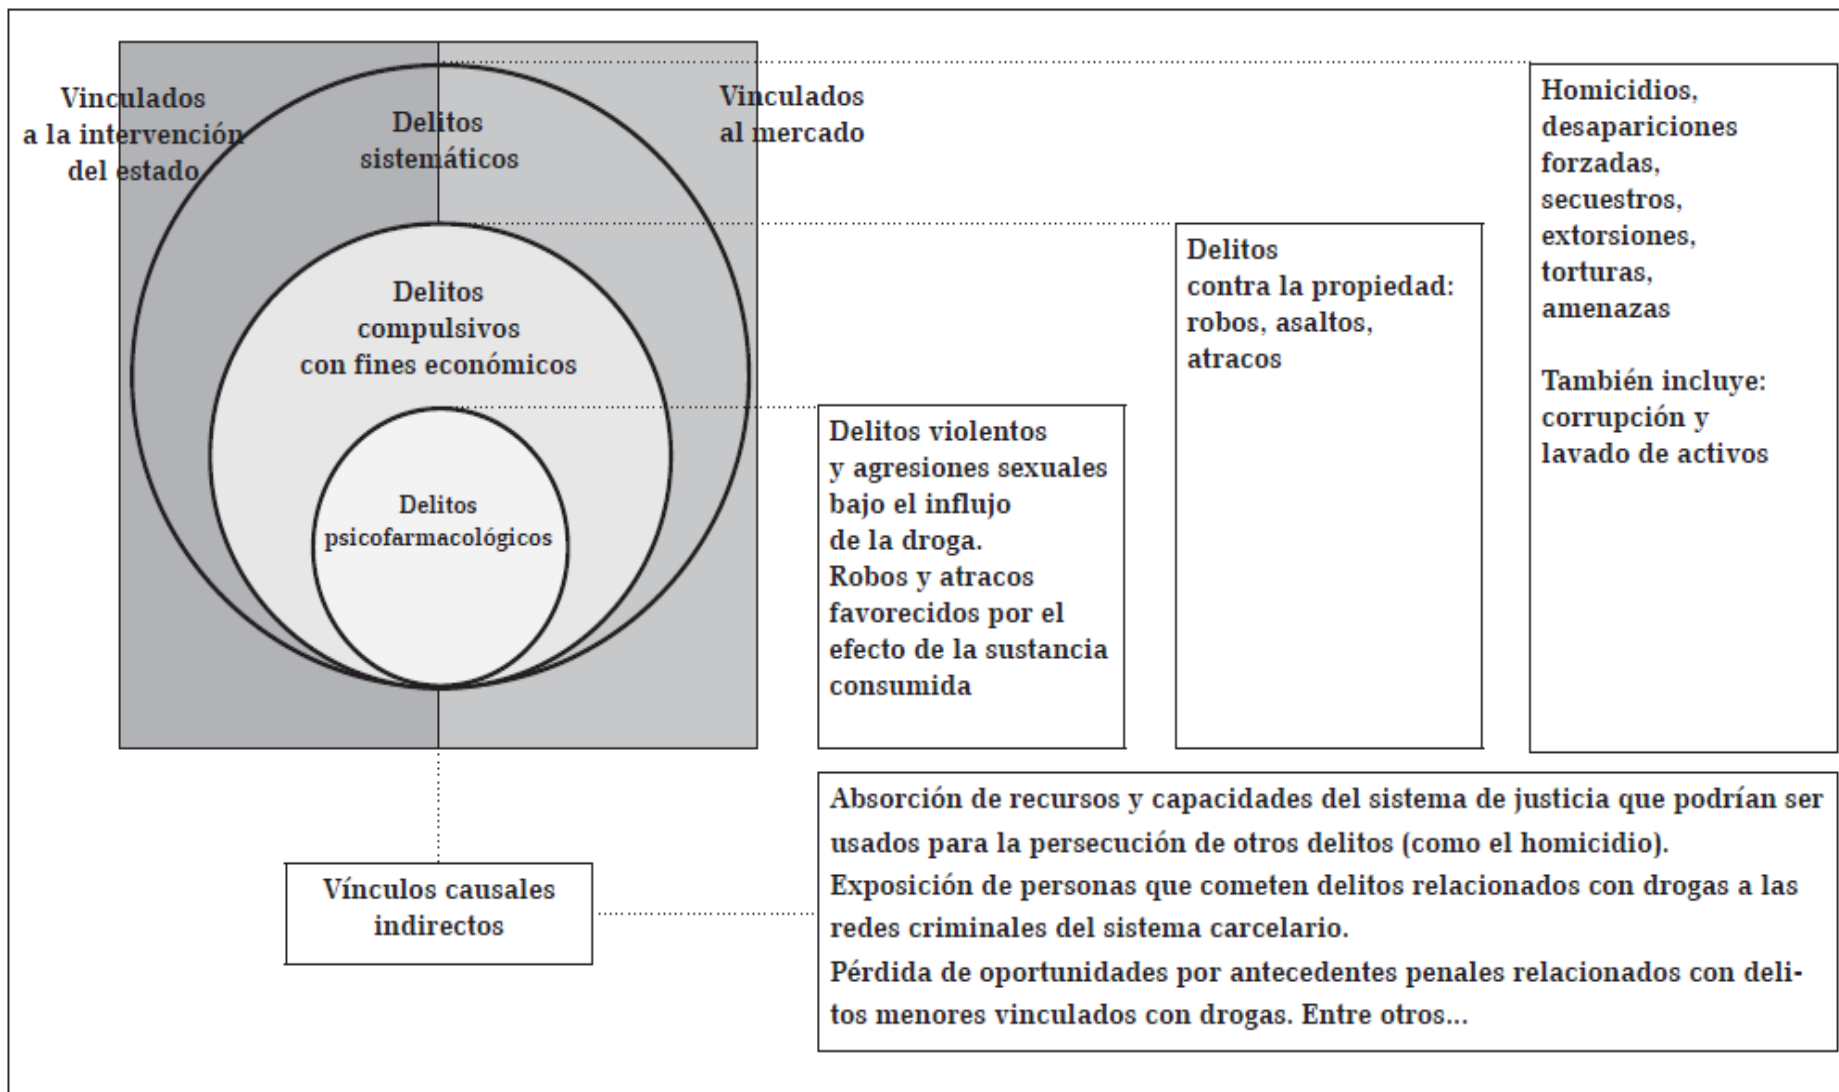 Vinculados
a la intervención
del estado
Delitos
sistemáticos
Vinculados
al mercado
Delitos
compulsivos
con fines económicos
Delitos
psicofarmacológicos
Delitos violentos
y agresiones sexuales
bajo el influjo
de la droga.
Robos y atracos
favorecidos por el
efecto de la sustancia
consumida
Delitos
contra la propiedad:
robos, asaltos,
atracos
Homicidios,
desapariciones
forzadas,
secuestros,
extorsiones,
torturas,
amenazas
También incluye:
corrupción y
lavado de activos
Vínculos causales
indirectos
Absorción de recursos y capacidades del sistema de justicia que podrían ser
usados para la persecución de otros delitos (como el homicidio).
Exposición de personas que cometen delitos relacionados con drogas a las
redes criminales del sistema carcelario.
Pérdida de oportunidades por antecedentes penales relacionados con deli-
tos menores vinculados con drogas. Entre otros...